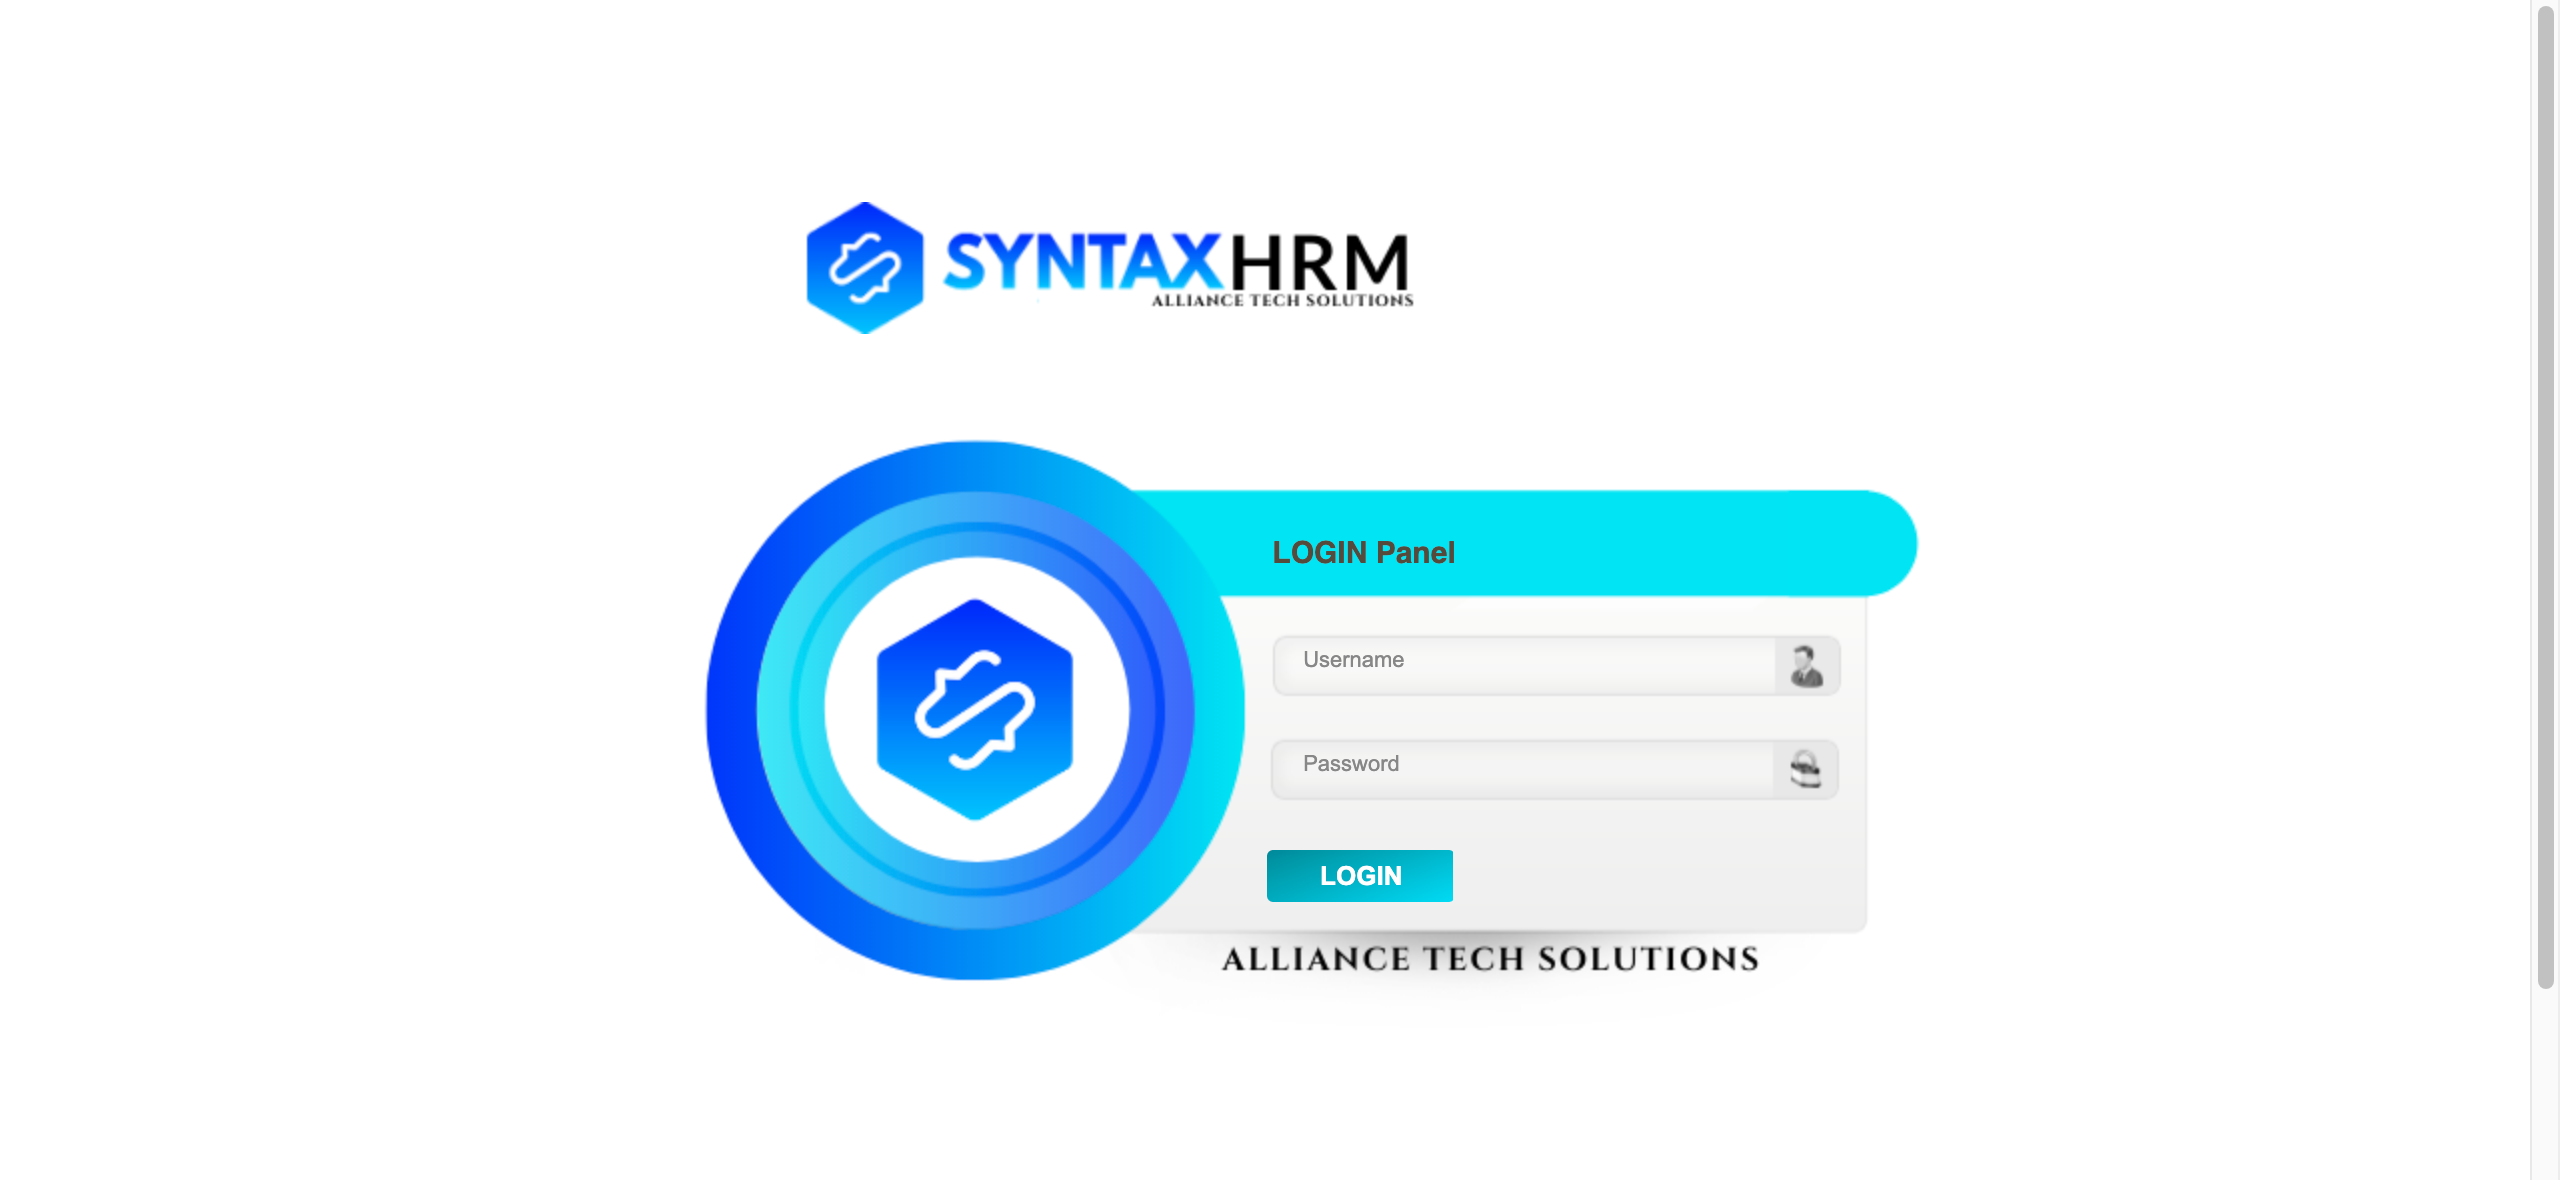 SYNTAXHRM
ALLIANCE TECH SOLUTIONS
LOGIN Panel
Username
Password
LOGIN
ALLIANCE TECH SOLUTIONS